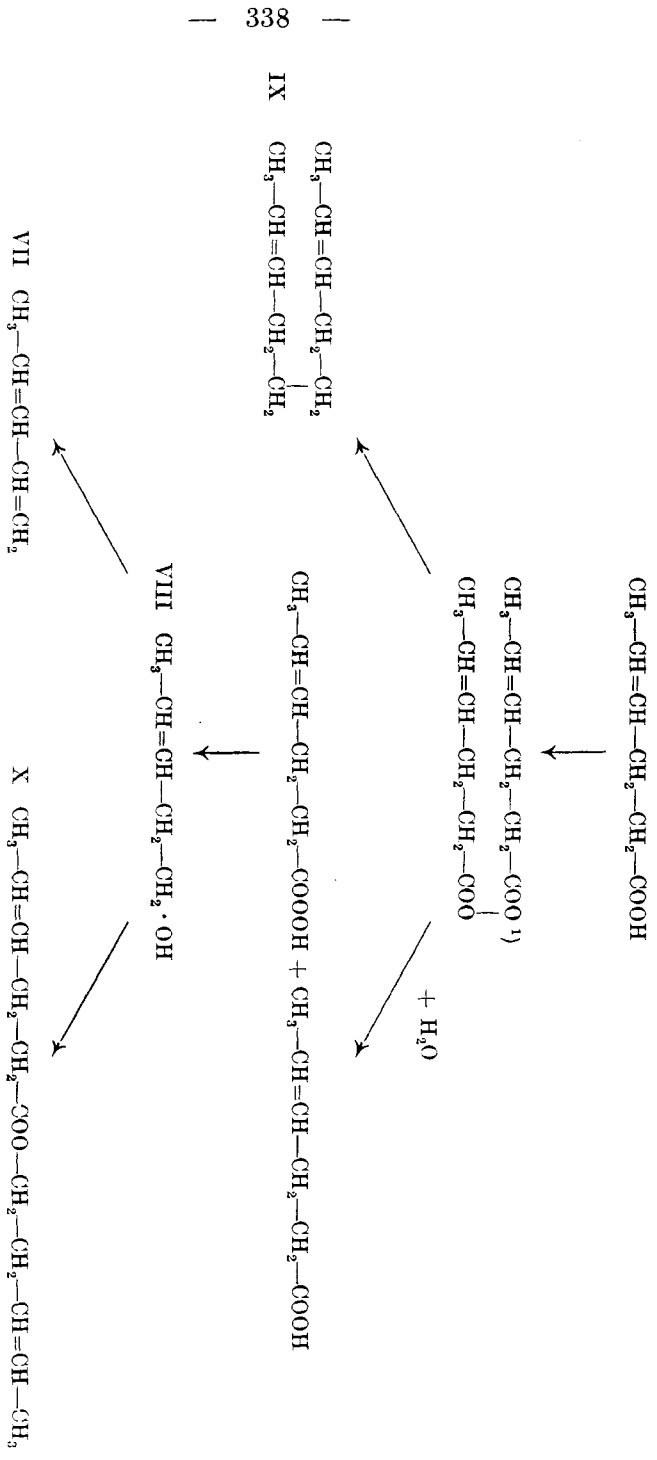 — 338 —
CH₃—CH=CH—CH₂—CH₂—COOH
CH₃—CH=CH—CH₂—CH₂—COO ¹)
CH₃—CH=CH—CH₂—CH₂—COO
+ H₂O
IX
CH₃—CH=CH—CH₂—CH₂
CH₃—CH=CH—CH₂—CH₂
CH₃—CH=CH—CH₂—CH₂—COOOH + CH₃—CH=CH—CH₂—CH₂—COOH
VIII CH₃—CH=CH—CH₂—CH₂·OH
VII CH₃—CH=CH—CH=CH₂
X CH₃—CH=CH—CH₂—CH₂—COO—CH₂—CH₂—CH=CH—CH₃